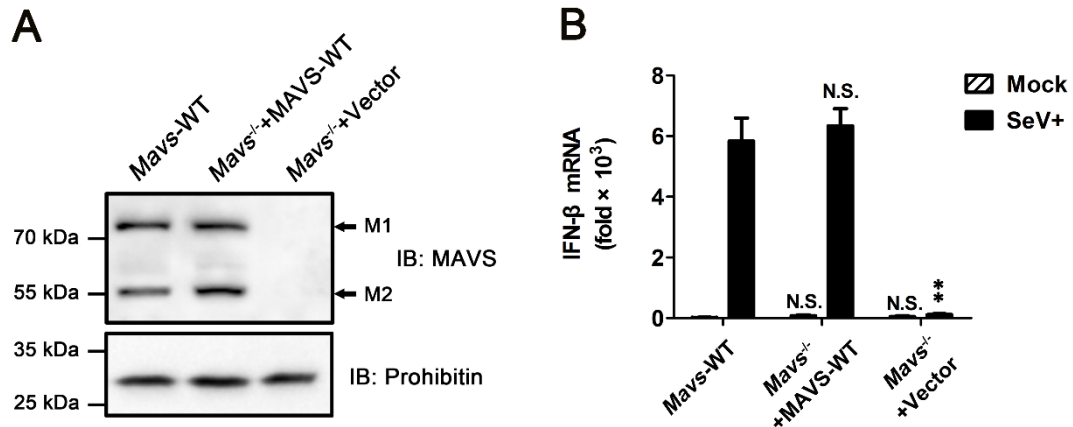 A
Mavs-WT
Mavs-/-+MAVS-WT
Mavs-/-+Vector
70 kDa
55 kDa
M1
IB: MAVS
M2
35 kDa
25 kDa
IB: Prohibitin
B
IFN-β mRNA
(fold × 10³)
8
6
4
2
0
N.S.
N.S.
N.S.
**
Mock
SeV+
Mavs-WT
Mavs-/-
+MAVS-WT
Mavs-/-
+Vector